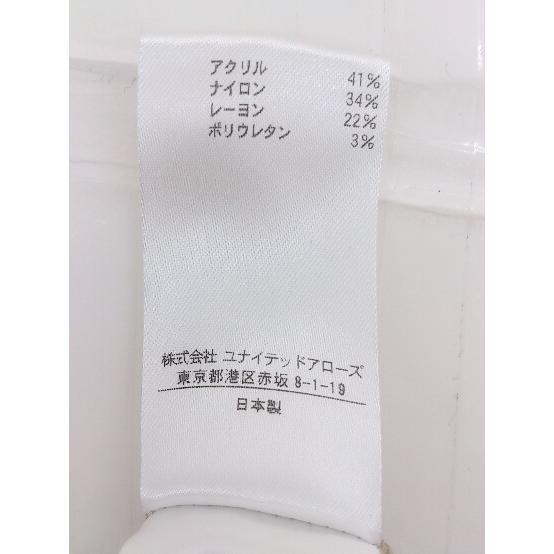 アクリル 41%
ナイロン 34%
レーヨン 22%
ポリウレタン 3%
株式会社 ユナイテッドアローズ
東京都港区赤坂 8-1-19
日本製